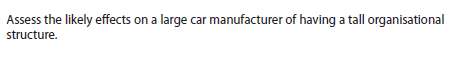 Assess the likely effects on a large car manufacturer of having a tall organisational
structure.